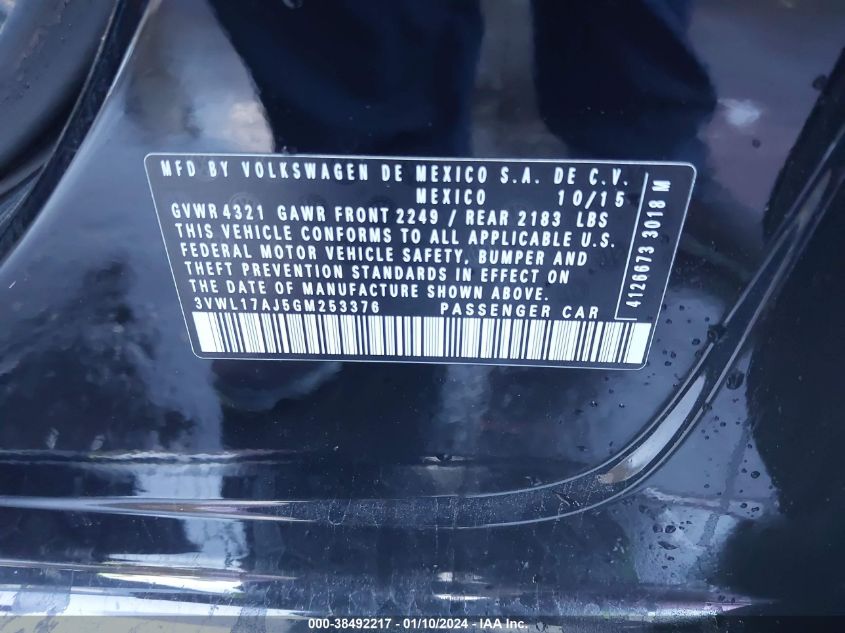 MFD BY VOLKSWAGEN DE MEXICO S.A. DE C.V.
MEXICO 10/15
GVWR 4321 GAWR FRONT 2249 / REAR 2183 LBS
THIS VEHICLE CONFORMS TO ALL APPLICABLE U.S.
FEDERAL MOTOR VEHICLE SAFETY, BUMPER AND
THEFT PREVENTION STANDARDS IN EFFECT ON
THE DATE OF MANUFACTURE SHOWN ABOVE.
3VWL17AJ5GM253376 PASSENGER CAR
4126673 3018 M
000-38492217 - 01/10/2024 - IAA Inc.